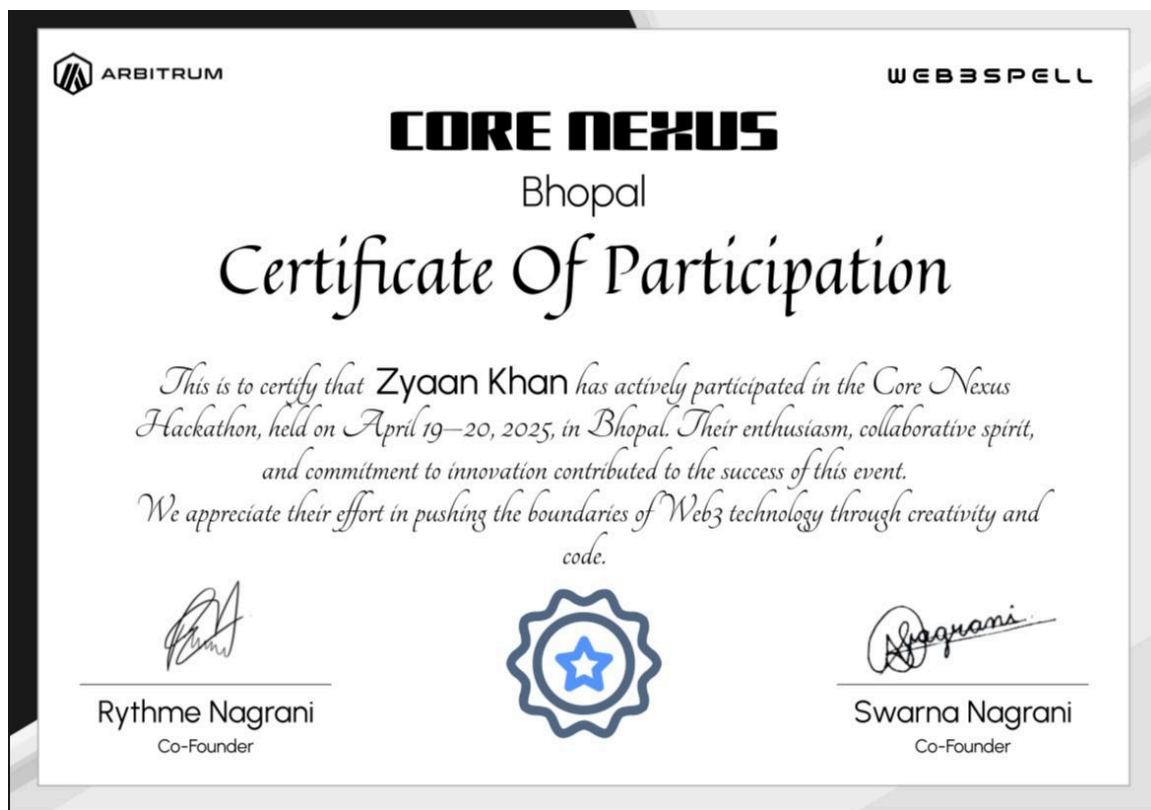 ARBITRUM
WEB3SPELL
CORE NEXUS
Bhopal
Certificate Of Participation
This is to certify that Zyaan Khan has actively participated in the Core Nexus
Hackathon, held on April 19–20, 2025, in Bhopal. Their enthusiasm, collaborative spirit,
and commitment to innovation contributed to the success of this event.
We appreciate their effort in pushing the boundaries of Web3 technology through creativity and
code.
Rythme Nagrani
Co-Founder
Swarna Nagrani
Co-Founder